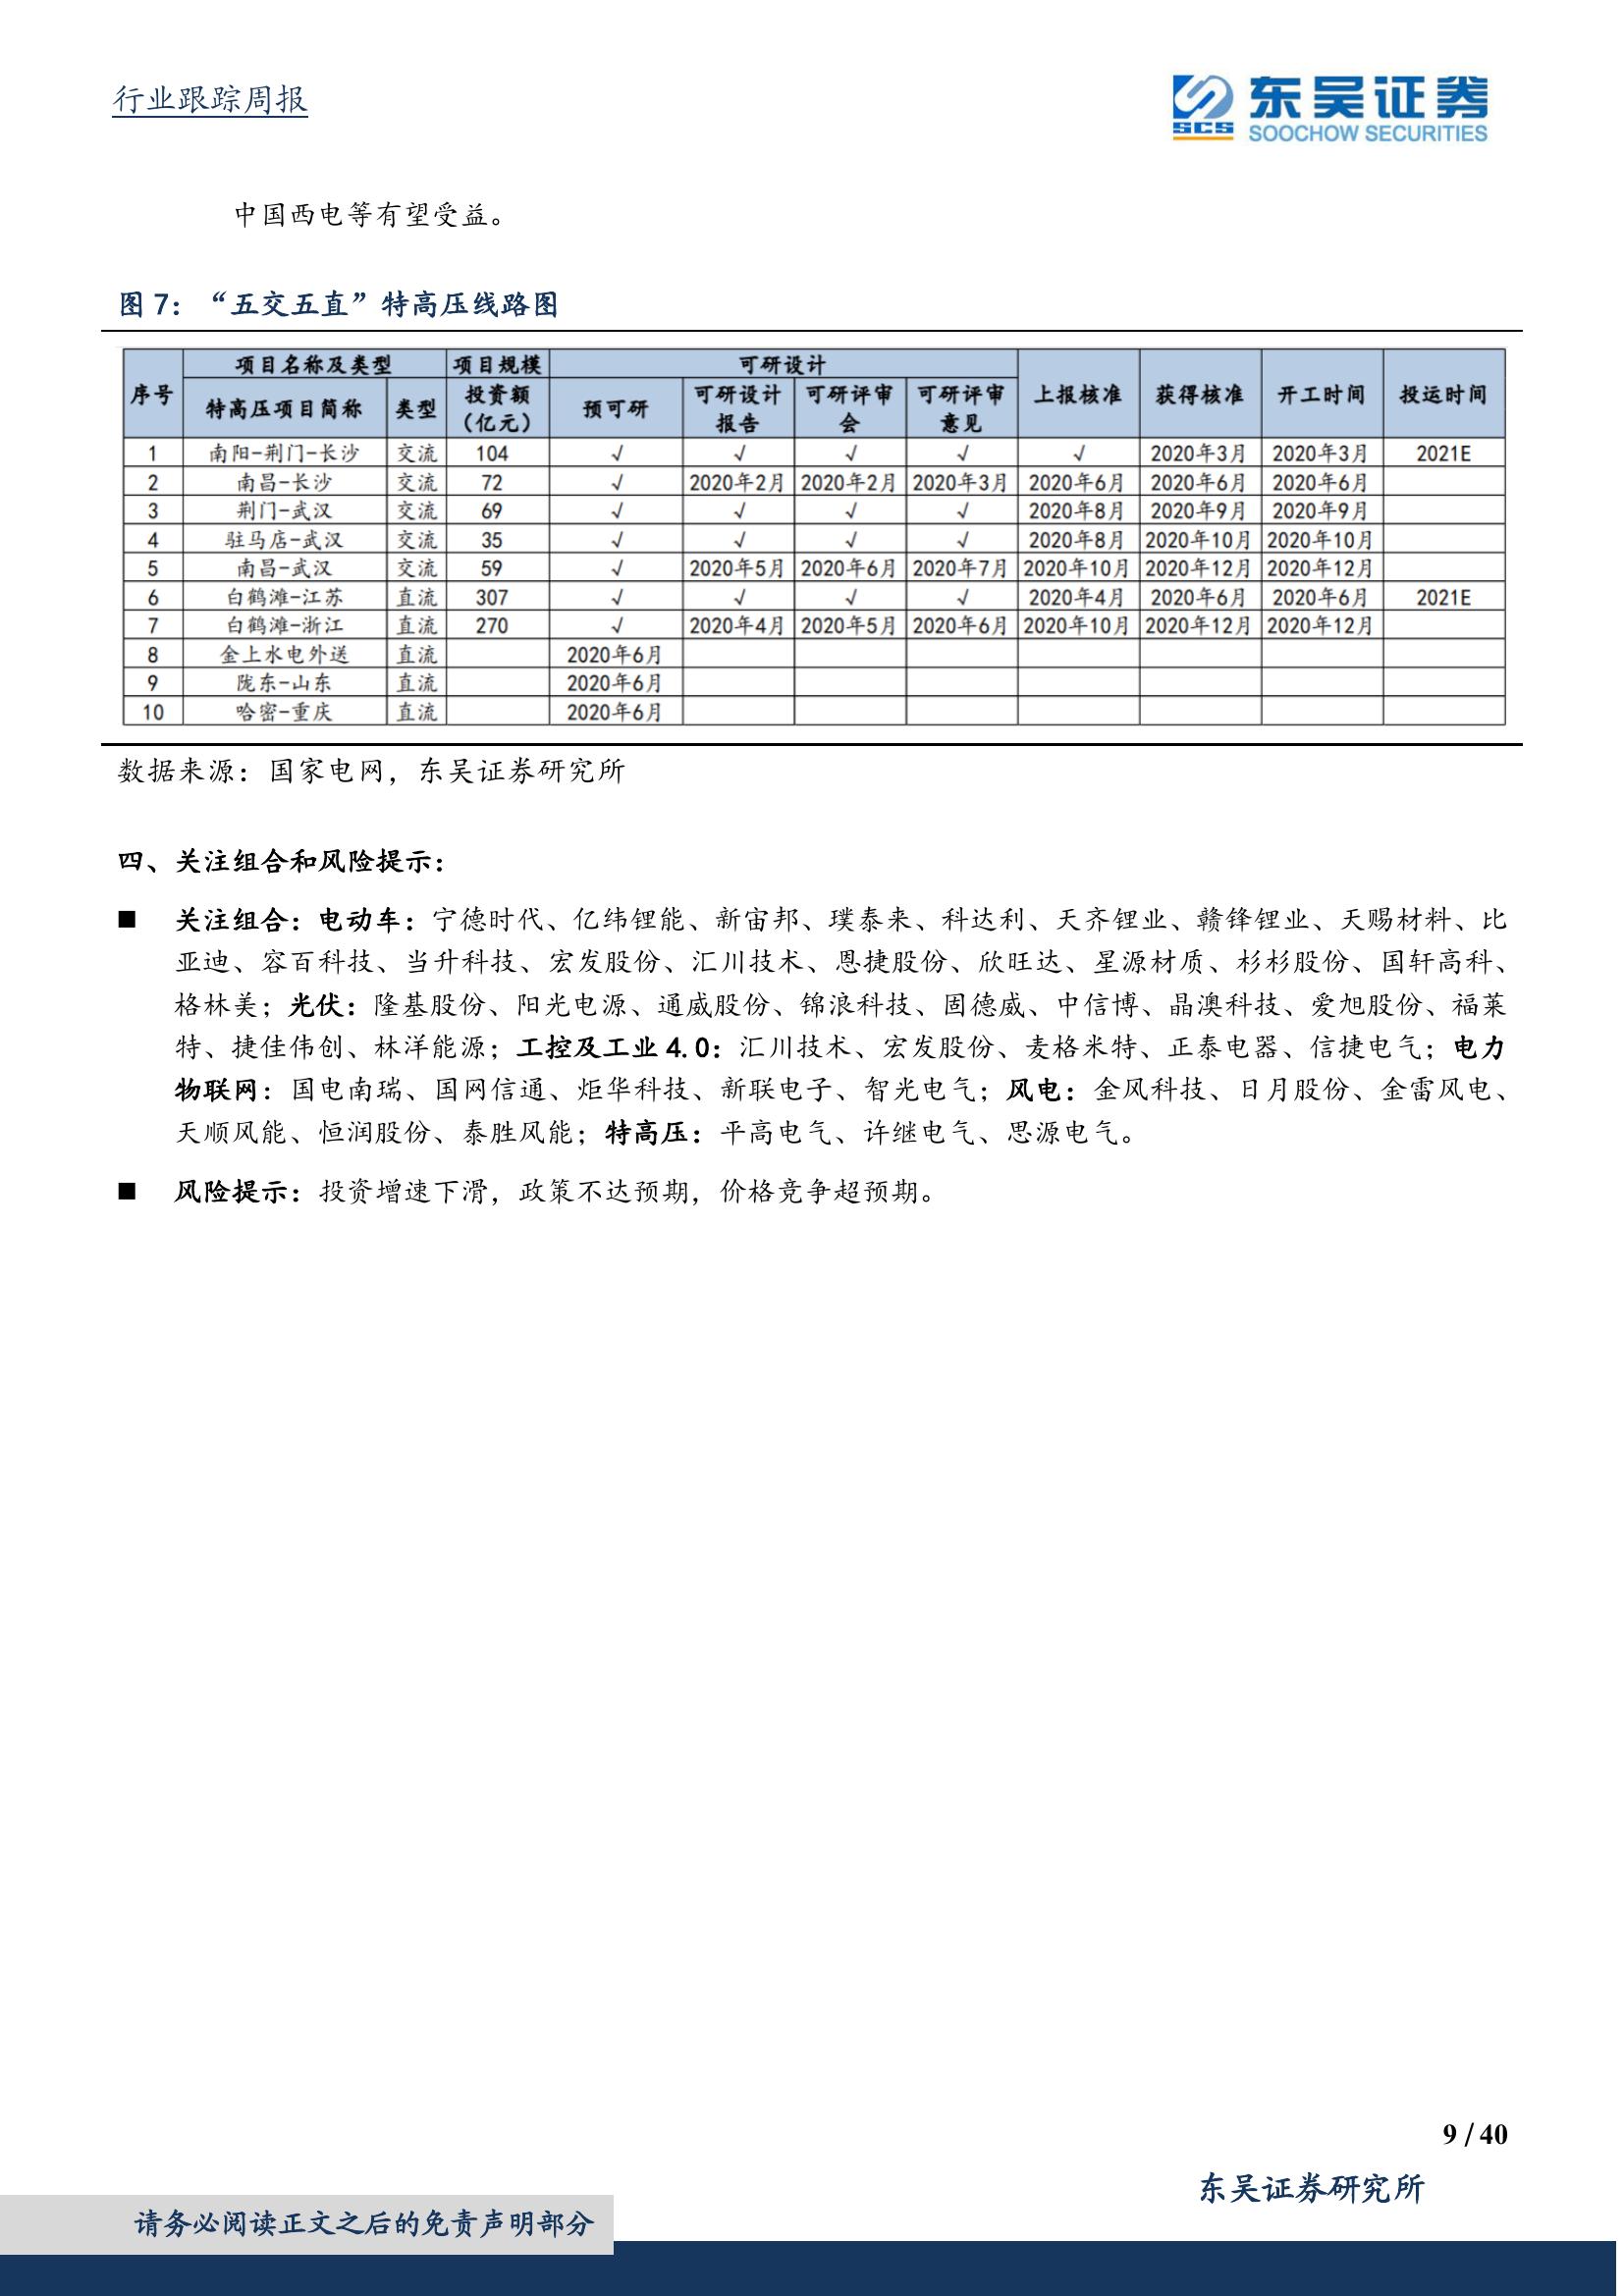 行业跟踪周报
东吴证券
SCS
SOOCHOW SECURITIES
中国西电等有望受益。
图 7：“五交五直”特高压线路图
序号 项目名称及类型 项目规模 可研设计 上报核准 获得核准 开工时间 投运时间
特高压项目简称 类型 投资额（亿元） 预可研 可研设计报告 可研评审会 可研评审意见
1 南阳-荆门-长沙 交流 104 √ √ √ √ √ 2020年3月 2020年3月 2021E
2 南昌-长沙 交流 72 √ 2020年2月 2020年2月 2020年3月 2020年6月 2020年6月 2020年6月
3 荆门-武汉 交流 69 √ √ √ √ 2020年8月 2020年9月 2020年9月
4 驻马店-武汉 交流 35 √ √ √ √ 2020年8月 2020年10月 2020年10月
5 南昌-武汉 交流 59 √ 2020年5月 2020年6月 2020年7月 2020年10月 2020年12月 2020年12月
6 白鹤滩-江苏 直流 307 √ √ √ √ 2020年4月 2020年6月 2020年6月 2021E
7 白鹤滩-浙江 直流 270 √ 2020年4月 2020年5月 2020年6月 2020年10月 2020年12月 2020年12月
8 金上水电外送 直流 2020年6月
9 陇东-山东 直流 2020年6月
10 哈密-重庆 直流 2020年6月
数据来源：国家电网，东吴证券研究所
四、关注组合和风险提示：
■ 关注组合：电动车：宁德时代、亿纬锂能、新宙邦、璞泰来、科达利、天齐锂业、赣锋锂业、天赐材料、比
亚迪、容百科技、当升科技、宏发股份、汇川技术、恩捷股份、欣旺达、星源材质、杉杉股份、国轩高科、
格林美；光伏：隆基股份、阳光电源、通威股份、锦浪科技、固德威、中信博、晶澳科技、爱旭股份、福莱
特、捷佳伟创、林洋能源；工控及工业 4.0：汇川技术、宏发股份、麦格米特、正泰电器、信捷电气；电力
物联网：国电南瑞、国网信通、炬华科技、新联电子、智光电气；风电：金风科技、日月股份、金雷风电、
天顺风能、恒润股份、泰胜风能；特高压：平高电气、许继电气、思源电气。
■ 风险提示：投资增速下滑，政策不达预期，价格竞争超预期。
9 / 40
东吴证券研究所
请务必阅读正文之后的免责声明部分